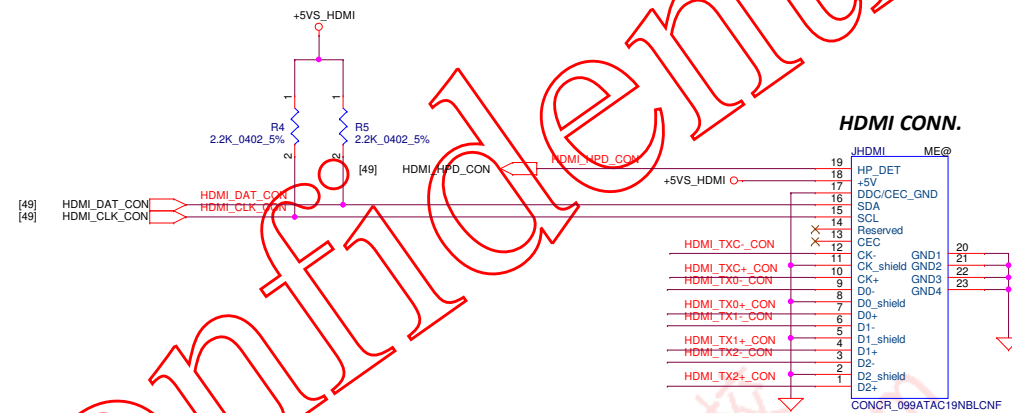 +5VS_HDMI
1
1
R4
2.2K_0402_5%
R5
2.2K_0402_5%
2
2
HDMI CONN.
JHDMI
ME@
[49]
HDMI_HPD_CON
HDMI_HPD_CON
19
HP_DET
+5VS_HDMI
18
+5V
17
DDC/CEC_GND
[49]
HDMI_DAT_CON
HDMI_DAT_CON
16
SDA
[49]
HDMI_CLK_CON
HDMI_CLK_CON
15
SCL
14
Reserved
13
CEC
HDMI_TXC-_CON
12
CK-
GND1
20
11
CK_shield
GND2
21
HDMI_TXC+_CON
10
CK+
GND3
22
HDMI_TX0-_CON
9
D0-
GND4
23
8
D0_shield
HDMI_TX0+_CON
7
D0+
HDMI_TX1-_CON
6
D1-
5
D1_shield
HDMI_TX1+_CON
4
D1+
HDMI_TX2-_CON
3
D2-
2
D2_shield
HDMI_TX2+_CON
1
D2+
CONCR_099ATAC19NBLCNF